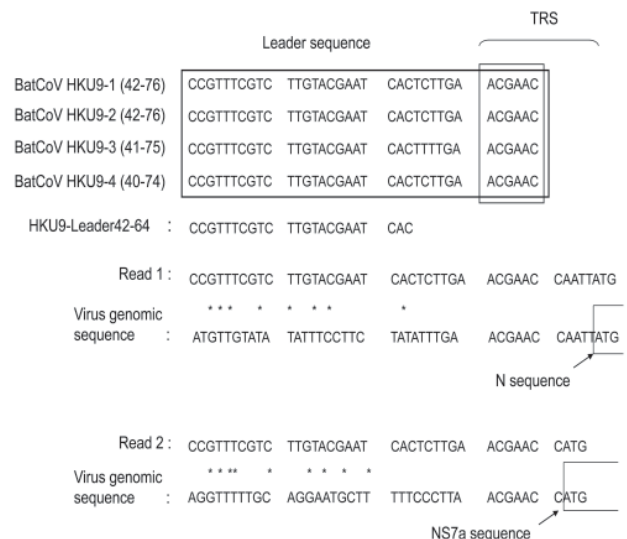 TRS
Leader sequence
BatCoV HKU9-1 (42-76) CCGTTTCGTC TTGTACGAAT CACTCTTGA ACGAAC
BatCoV HKU9-2 (42-76) CCGTTTCGTC TTGTACGAAT CACTCTTGA ACGAAC
BatCoV HKU9-3 (41-75) CCGTTTCGTC TTGTACGAAT CACTTTTGA ACGAAC
BatCoV HKU9-4 (40-74) CCGTTTCGTC TTGTACGAAT CACTCTTGA ACGAAC
HKU9-Leader42-64 : CCGTTTCGTC TTGTACGAAT CAC
Read 1 : CCGTTTCGTC TTGTACGAAT CACTCTTGA ACGAAC CAATTATG
* * * * * * * *
Virus genomic
sequence : ATGTTGTATA TATTTCCTTC TATATTTGA ACGAAC CAATTATG
N sequence
Read 2 : CCGTTTCGTC TTGTACGAAT CACTCTTGA ACGAAC CATG
* * ** * * * * *
Virus genomic
sequence : AGGTTTTTGC AGGAATGCTT TTTCCCTTA ACGAAC CATG
NS7a sequence